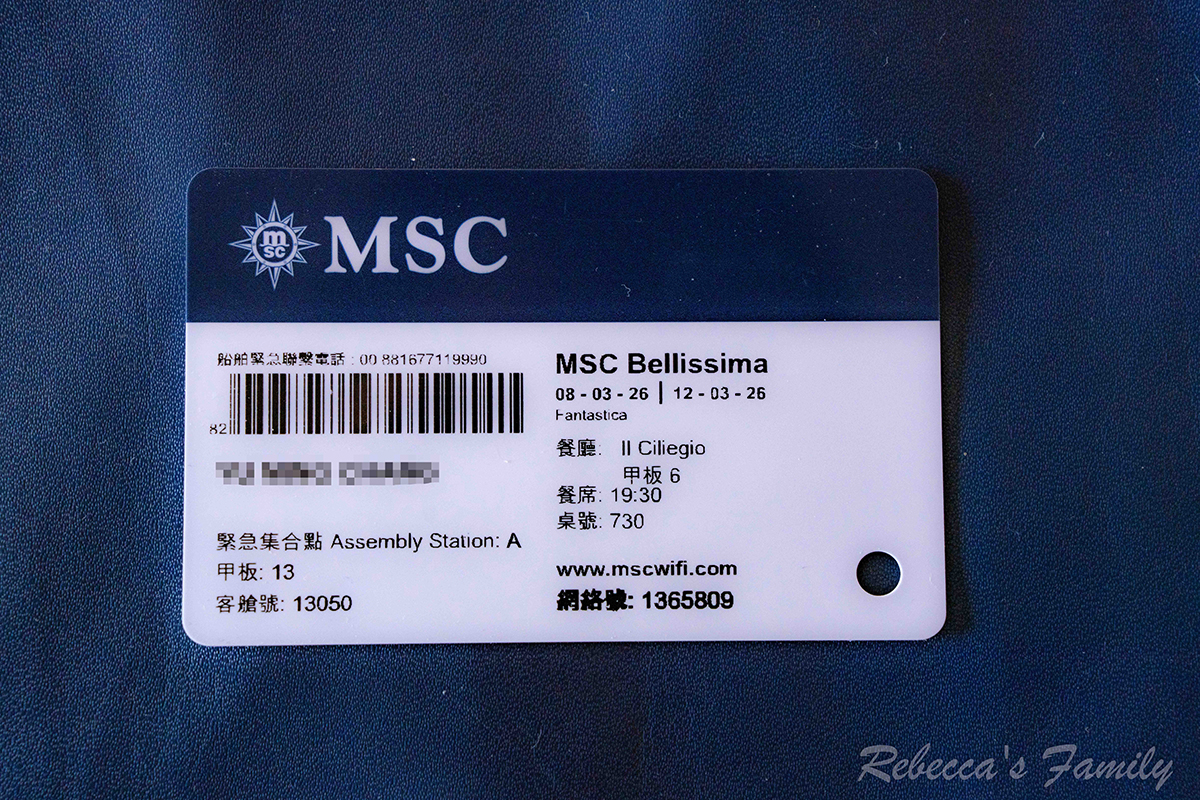 m
SC
MSC
船舶緊急聯繫電話 : 00 881677119990
82
緊急集合點 Assembly Station: A
甲板: 13
客艙號: 13050
MSC Bellissima
08 - 03 - 26 | 12 - 03 - 26
Fantastica
餐廳: Il Ciliegio
甲板 6
餐席: 19:30
桌號: 730
www.mscwifi.com
網絡號: 1365809
Rebecca's Family